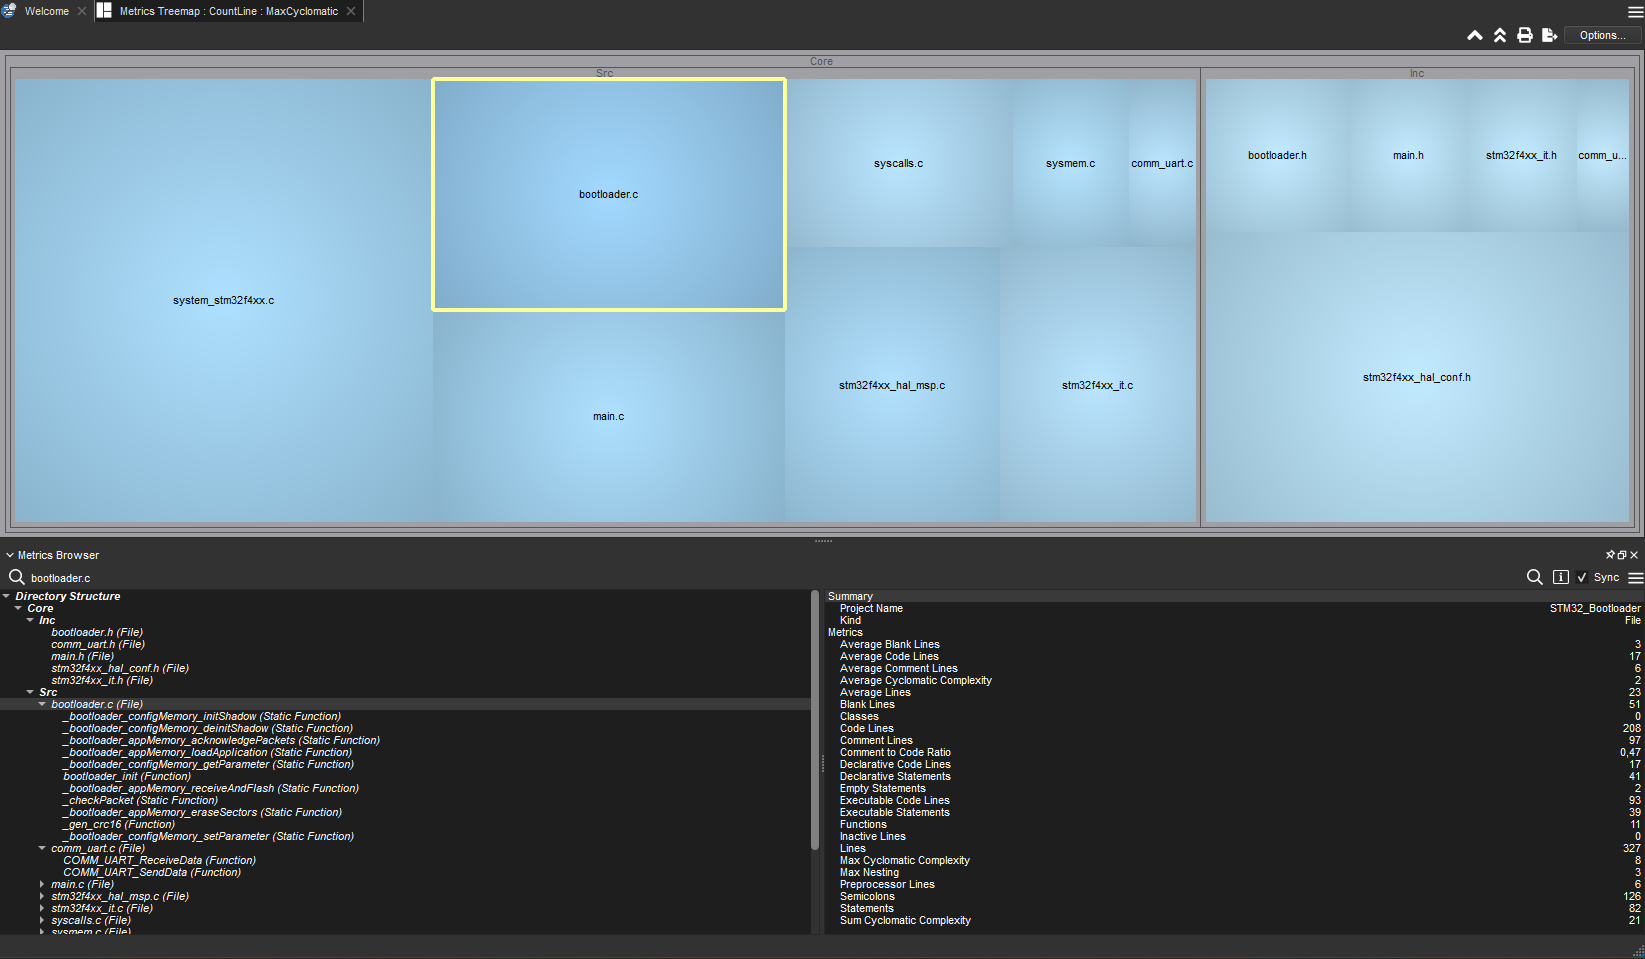 Welcome
Metrics Treemap : CountLine : MaxCyclomatic
Options...
Core
Src
Inc
system_stm32f4xx.c
bootloader.c
main.c
syscalls.c
sysmem.c
comm_uart.c
stm32f4xx_hal_msp.c
stm32f4xx_it.c
bootloader.h
main.h
stm32f4xx_it.h
comm_u...
stm32f4xx_hal_conf.h
Metrics Browser
bootloader.c
Sync
Directory Structure
Core
Inc
bootloader.h (File)
comm_uart.h (File)
main.h (File)
stm32f4xx_hal_conf.h (File)
stm32f4xx_it.h (File)
Src
bootloader.c (File)
_bootloader_configMemory_initShadow (Static Function)
_bootloader_configMemory_deinitShadow (Static Function)
_bootloader_appMemory_acknowledgePackets (Static Function)
_bootloader_appMemory_loadApplication (Static Function)
_bootloader_configMemory_getParameter (Static Function)
bootloader_init (Function)
_bootloader_appMemory_receiveAndFlash (Static Function)
_checkPacket (Static Function)
_bootloader_appMemory_eraseSectors (Static Function)
_gen_crc16 (Function)
_bootloader_configMemory_setParameter (Static Function)
comm_uart.c (File)
COMM_UART_ReceiveData (Function)
COMM_UART_SendData (Function)
main.c (File)
stm32f4xx_hal_msp.c (File)
stm32f4xx_it.c (File)
syscalls.c (File)
sysmem.c (File)
Summary
Project Name STM32_Bootloader
Kind File
Metrics
Average Blank Lines 3
Average Code Lines 17
Average Comment Lines 6
Average Cyclomatic Complexity 2
Average Lines 23
Blank Lines 51
Classes 0
Code Lines 208
Comment Lines 97
Comment to Code Ratio 0,47
Declarative Code Lines 17
Declarative Statements 41
Empty Statements 2
Executable Code Lines 93
Executable Statements 39
Functions 11
Inactive Lines 0
Lines 327
Max Cyclomatic Complexity 8
Max Nesting 3
Preprocessor Lines 6
Semicolons 126
Statements 82
Sum Cyclomatic Complexity 21